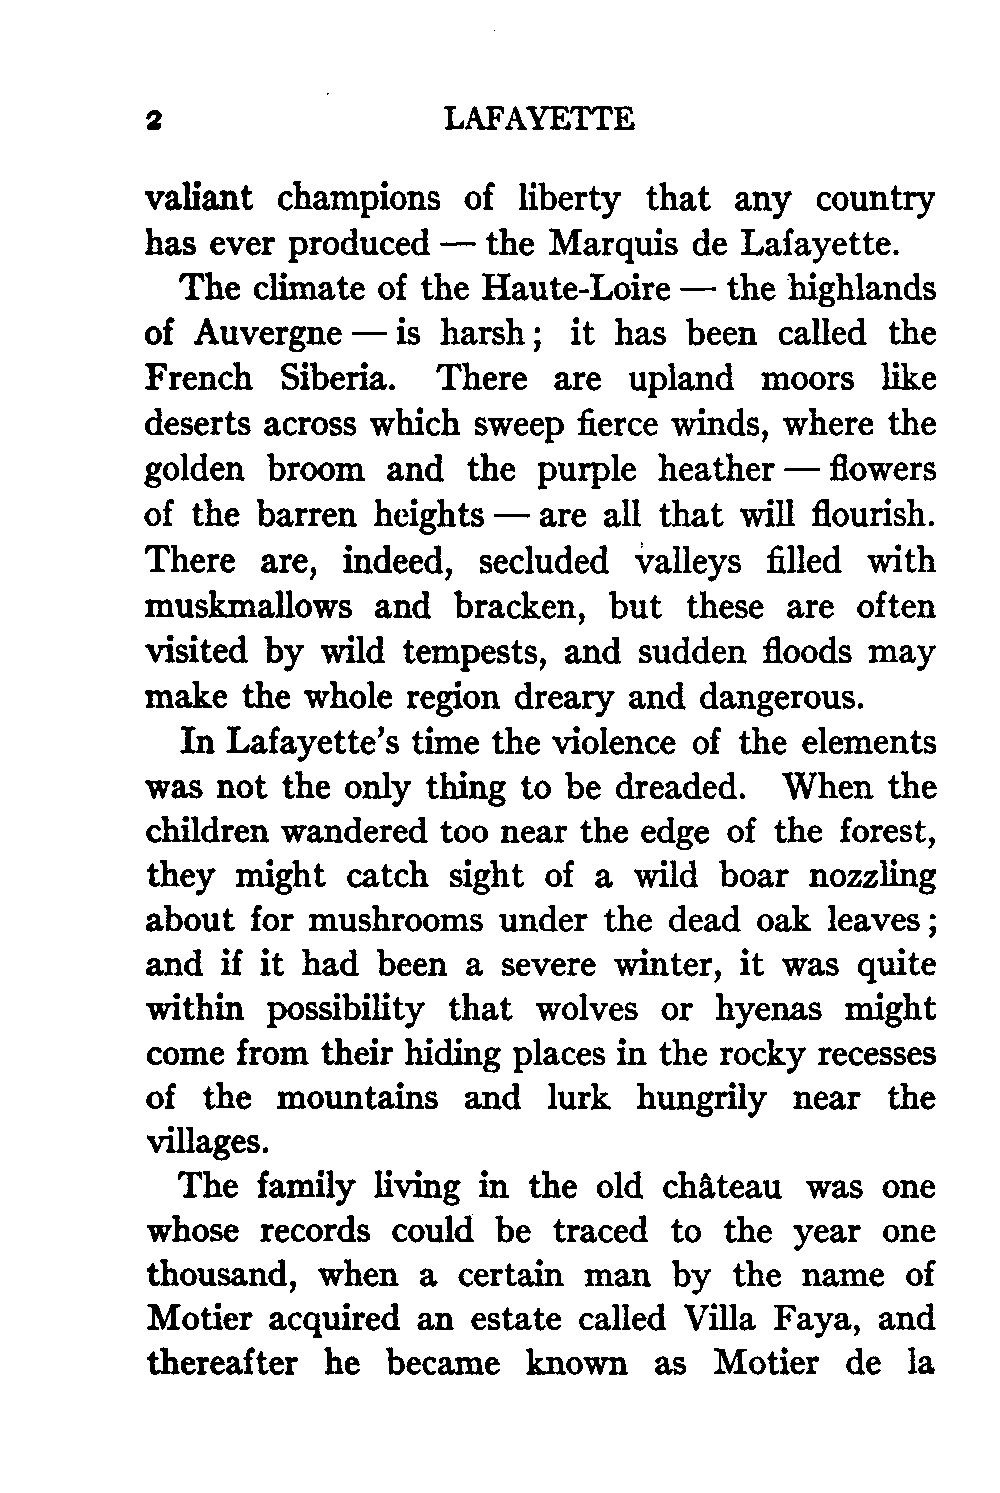 2 LAFAYETTE
valiant champions of liberty that any country
has ever produced — the Marquis de Lafayette.
The climate of the Haute-Loire — the highlands
of Auvergne — is harsh; it has been called the
French Siberia. There are upland moors like
deserts across which sweep fierce winds, where the
golden broom and the purple heather — flowers
of the barren heights — are all that will flourish.
There are, indeed, secluded valleys filled with
muskmallows and bracken, but these are often
visited by wild tempests, and sudden floods may
make the whole region dreary and dangerous.
In Lafayette's time the violence of the elements
was not the only thing to be dreaded. When the
children wandered too near the edge of the forest,
they might catch sight of a wild boar nozzling
about for mushrooms under the dead oak leaves;
and if it had been a severe winter, it was quite
within possibility that wolves or hyenas might
come from their hiding places in the rocky recesses
of the mountains and lurk hungrily near the
villages.
The family living in the old château was one
whose records could be traced to the year one
thousand, when a certain man by the name of
Motier acquired an estate called Villa Faya, and
thereafter he became known as Motier de la